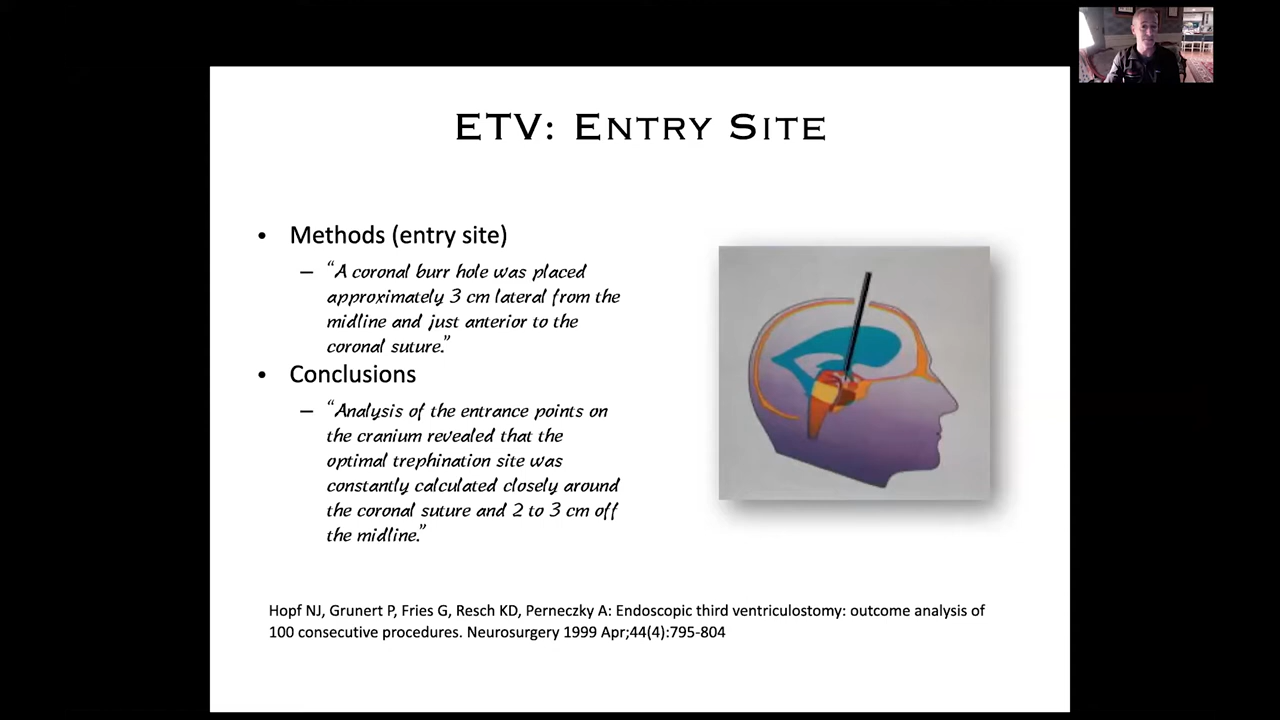 ETV: ENTRY SITE
• Methods (entry site)
– “A coronal burr hole was placed
approximately 3 cm lateral from the
midline and just anterior to the
coronal suture.”
• Conclusions
– “Analysis of the entrance points on
the cranium revealed that the
optimal trephination site was
constantly calculated closely around
the coronal suture and 2 to 3 cm off
the midline.”
Hopf NJ, Grunert P, Fries G, Resch KD, Perneczky A: Endoscopic third ventriculostomy: outcome analysis of
100 consecutive procedures. Neurosurgery 1999 Apr;44(4):795-804